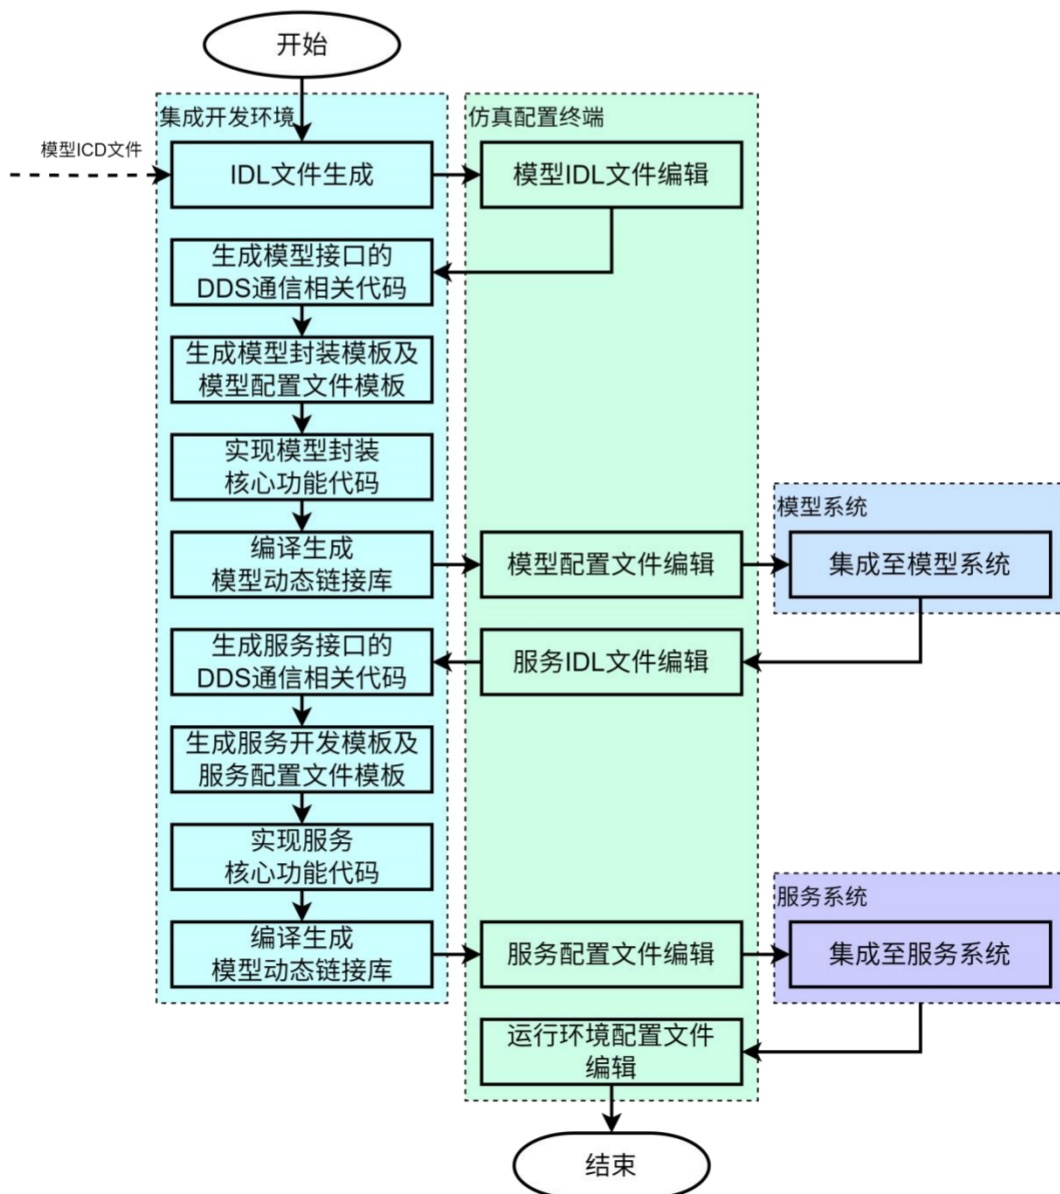 开始
集成开发环境
仿真配置终端
模型ICD文件
IDL文件生成
模型IDL文件编辑
生成模型接口的
DDS通信相关代码
生成模型封装模板及
模型配置文件模板
实现模型封装
核心功能代码
模型系统
编译生成
模型动态链接库
模型配置文件编辑
集成至模型系统
生成服务接口的
DDS通信相关代码
服务IDL文件编辑
生成服务开发模板及
服务配置文件模板
实现服务
核心功能代码
服务系统
编译生成
模型动态链接库
服务配置文件编辑
集成至服务系统
运行环境配置文件
编辑
结束